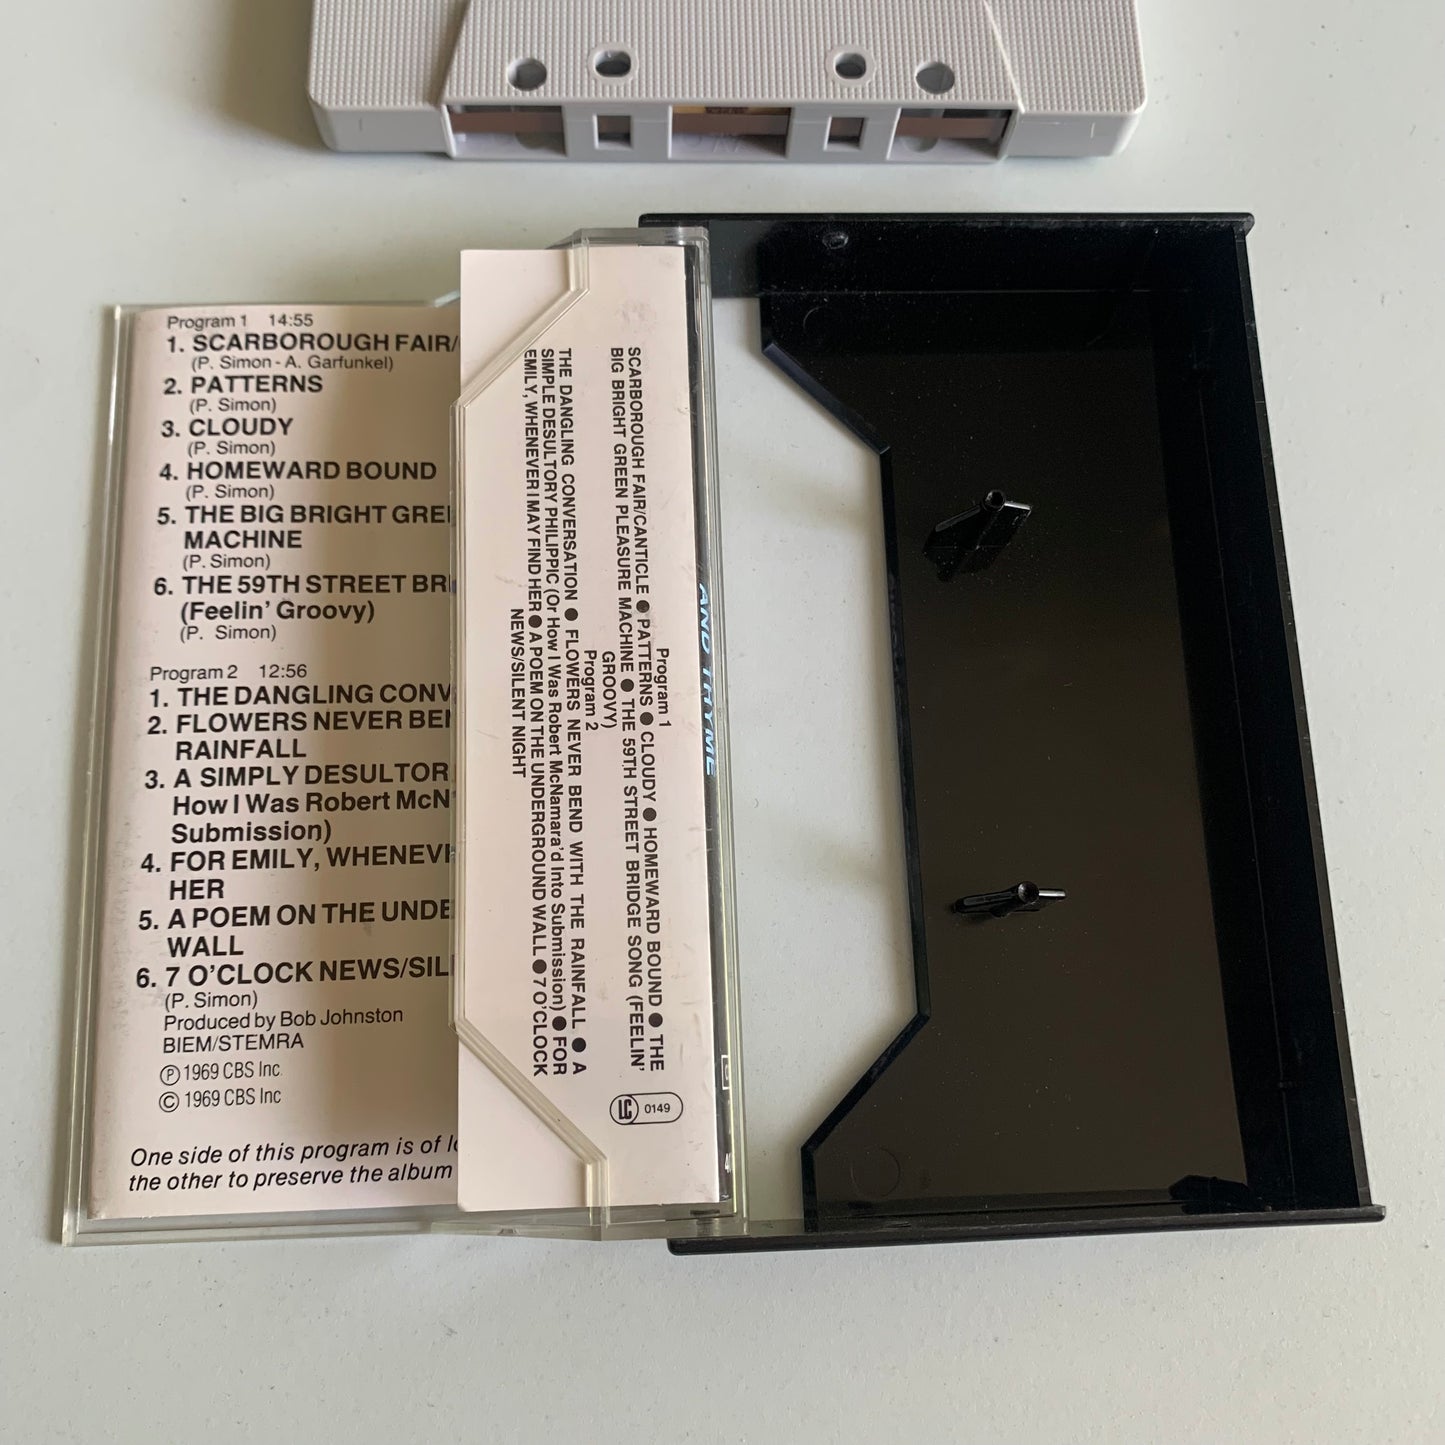 Program 1 14:55
1. SCARBOROUGH FAIR/
(P. Simon - A. Garfunkel)
2. PATTERNS
(P. Simon)
3. CLOUDY
(P. Simon)
4. HOMEWARD BOUND
(P. Simon)
5. THE BIG BRIGHT GREE
MACHINE
(P. Simon)
6. THE 59TH STREET BRI
(Feelin' Groovy)
(P. Simon)
Program 2 12:56
1. THE DANGLING CONV
2. FLOWERS NEVER BEN
RAINFALL
3. A SIMPLY DESULTOR
How I Was Robert McN
Submission)
4. FOR EMILY, WHENEVE
HER
5. A POEM ON THE UNDE
WALL
6. 7 O'CLOCK NEWS/SIL
(P. Simon)
Produced by Bob Johnston
BIEM/STEMRA
Ⓟ 1969 CBS Inc.
© 1969 CBS Inc
One side of this program is of lo
the other to preserve the album
Program 1
SCARBOROUGH FAIR/CANTICLE ● PATTERNS ● CLOUDY ● HOMEWARD BOUND ● THE
BIG BRIGHT GREEN PLEASURE MACHINE ● THE 59TH STREET BRIDGE SONG (FEELIN'
GROOVY)
Program 2
THE DANGLING CONVERSATION ● FLOWERS NEVER BEND WITH THE RAINFALL ● A
SIMPLE DESULTORY PHILIPPIC (Or How I Was Robert McNamara'd Into Submission) ● FOR
EMILY, WHENEVER I MAY FIND HER ● A POEM ON THE UNDERGROUND WALL ● 7 O'CLOCK
NEWS/SILENT NIGHT
LC 0149
AND THYME